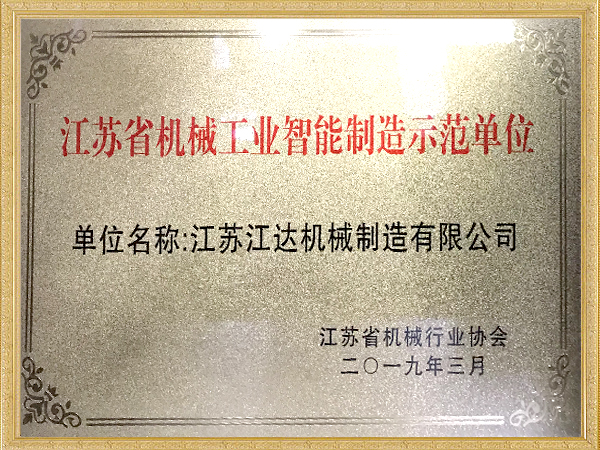 江苏省机械工业智能制造示范单位
单位名称:江苏江达机械制造有限公司
江苏省机械行业协会
二〇一九年三月